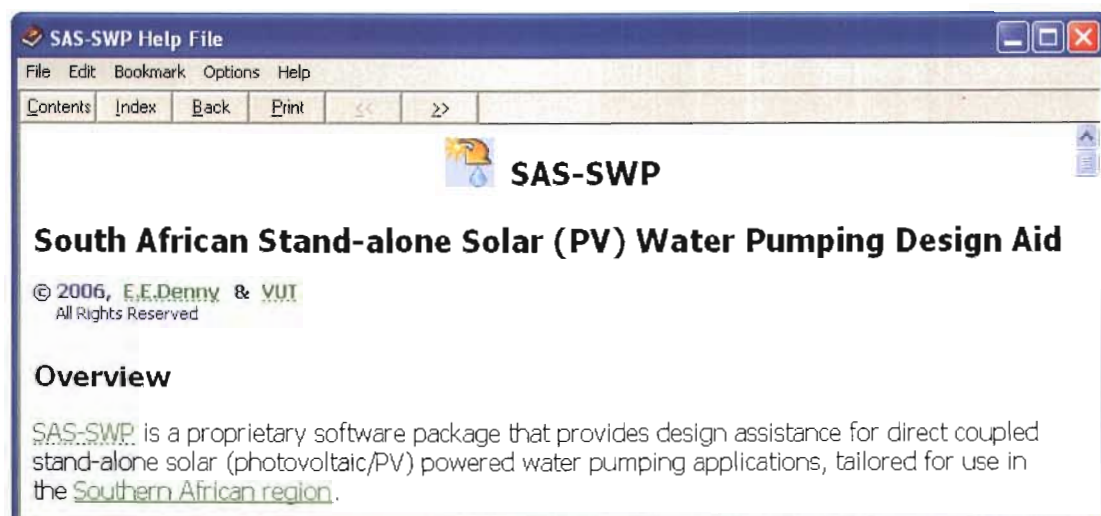 SAS-SWP Help File
File Edit Bookmark Options Help
Contents Index Back Print << >>
SAS-SWP
South African Stand-alone Solar (PV) Water Pumping Design Aid
© 2006, E.E.Denny & VUT
All Rights Reserved
Overview
SAS-SWP is a proprietary software package that provides design assistance for direct coupled
stand-alone solar (photovoltaic/PV) powered water pumping applications, tailored for use in
the Southern African region.